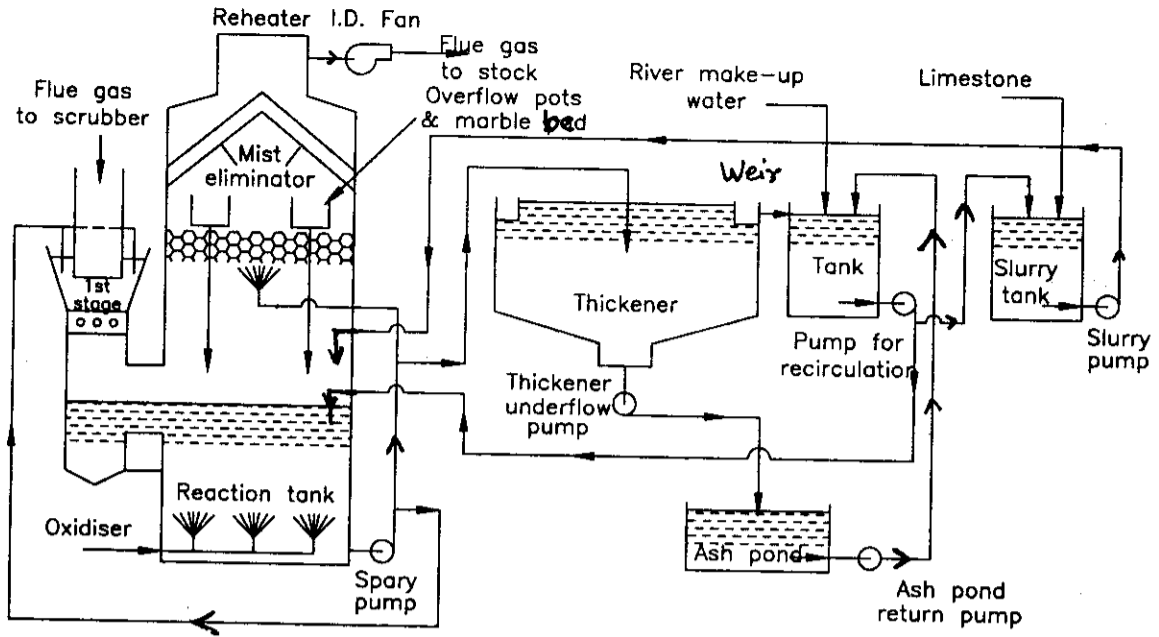 Reheater I.D. Fan
Flue gas
to stock
Overflow pots
& marble bed
Flue gas
to scrubber
Mist
eliminator
1st
stage
River make-up
water
Limestone
Weir
Tank
Slurry
tank
Thickener
Pump for
recirculation
Slurry
pump
Thickener
underflow
pump
Reaction tank
Oxidiser
Spary
pump
Ash pond
Ash pond
return pump